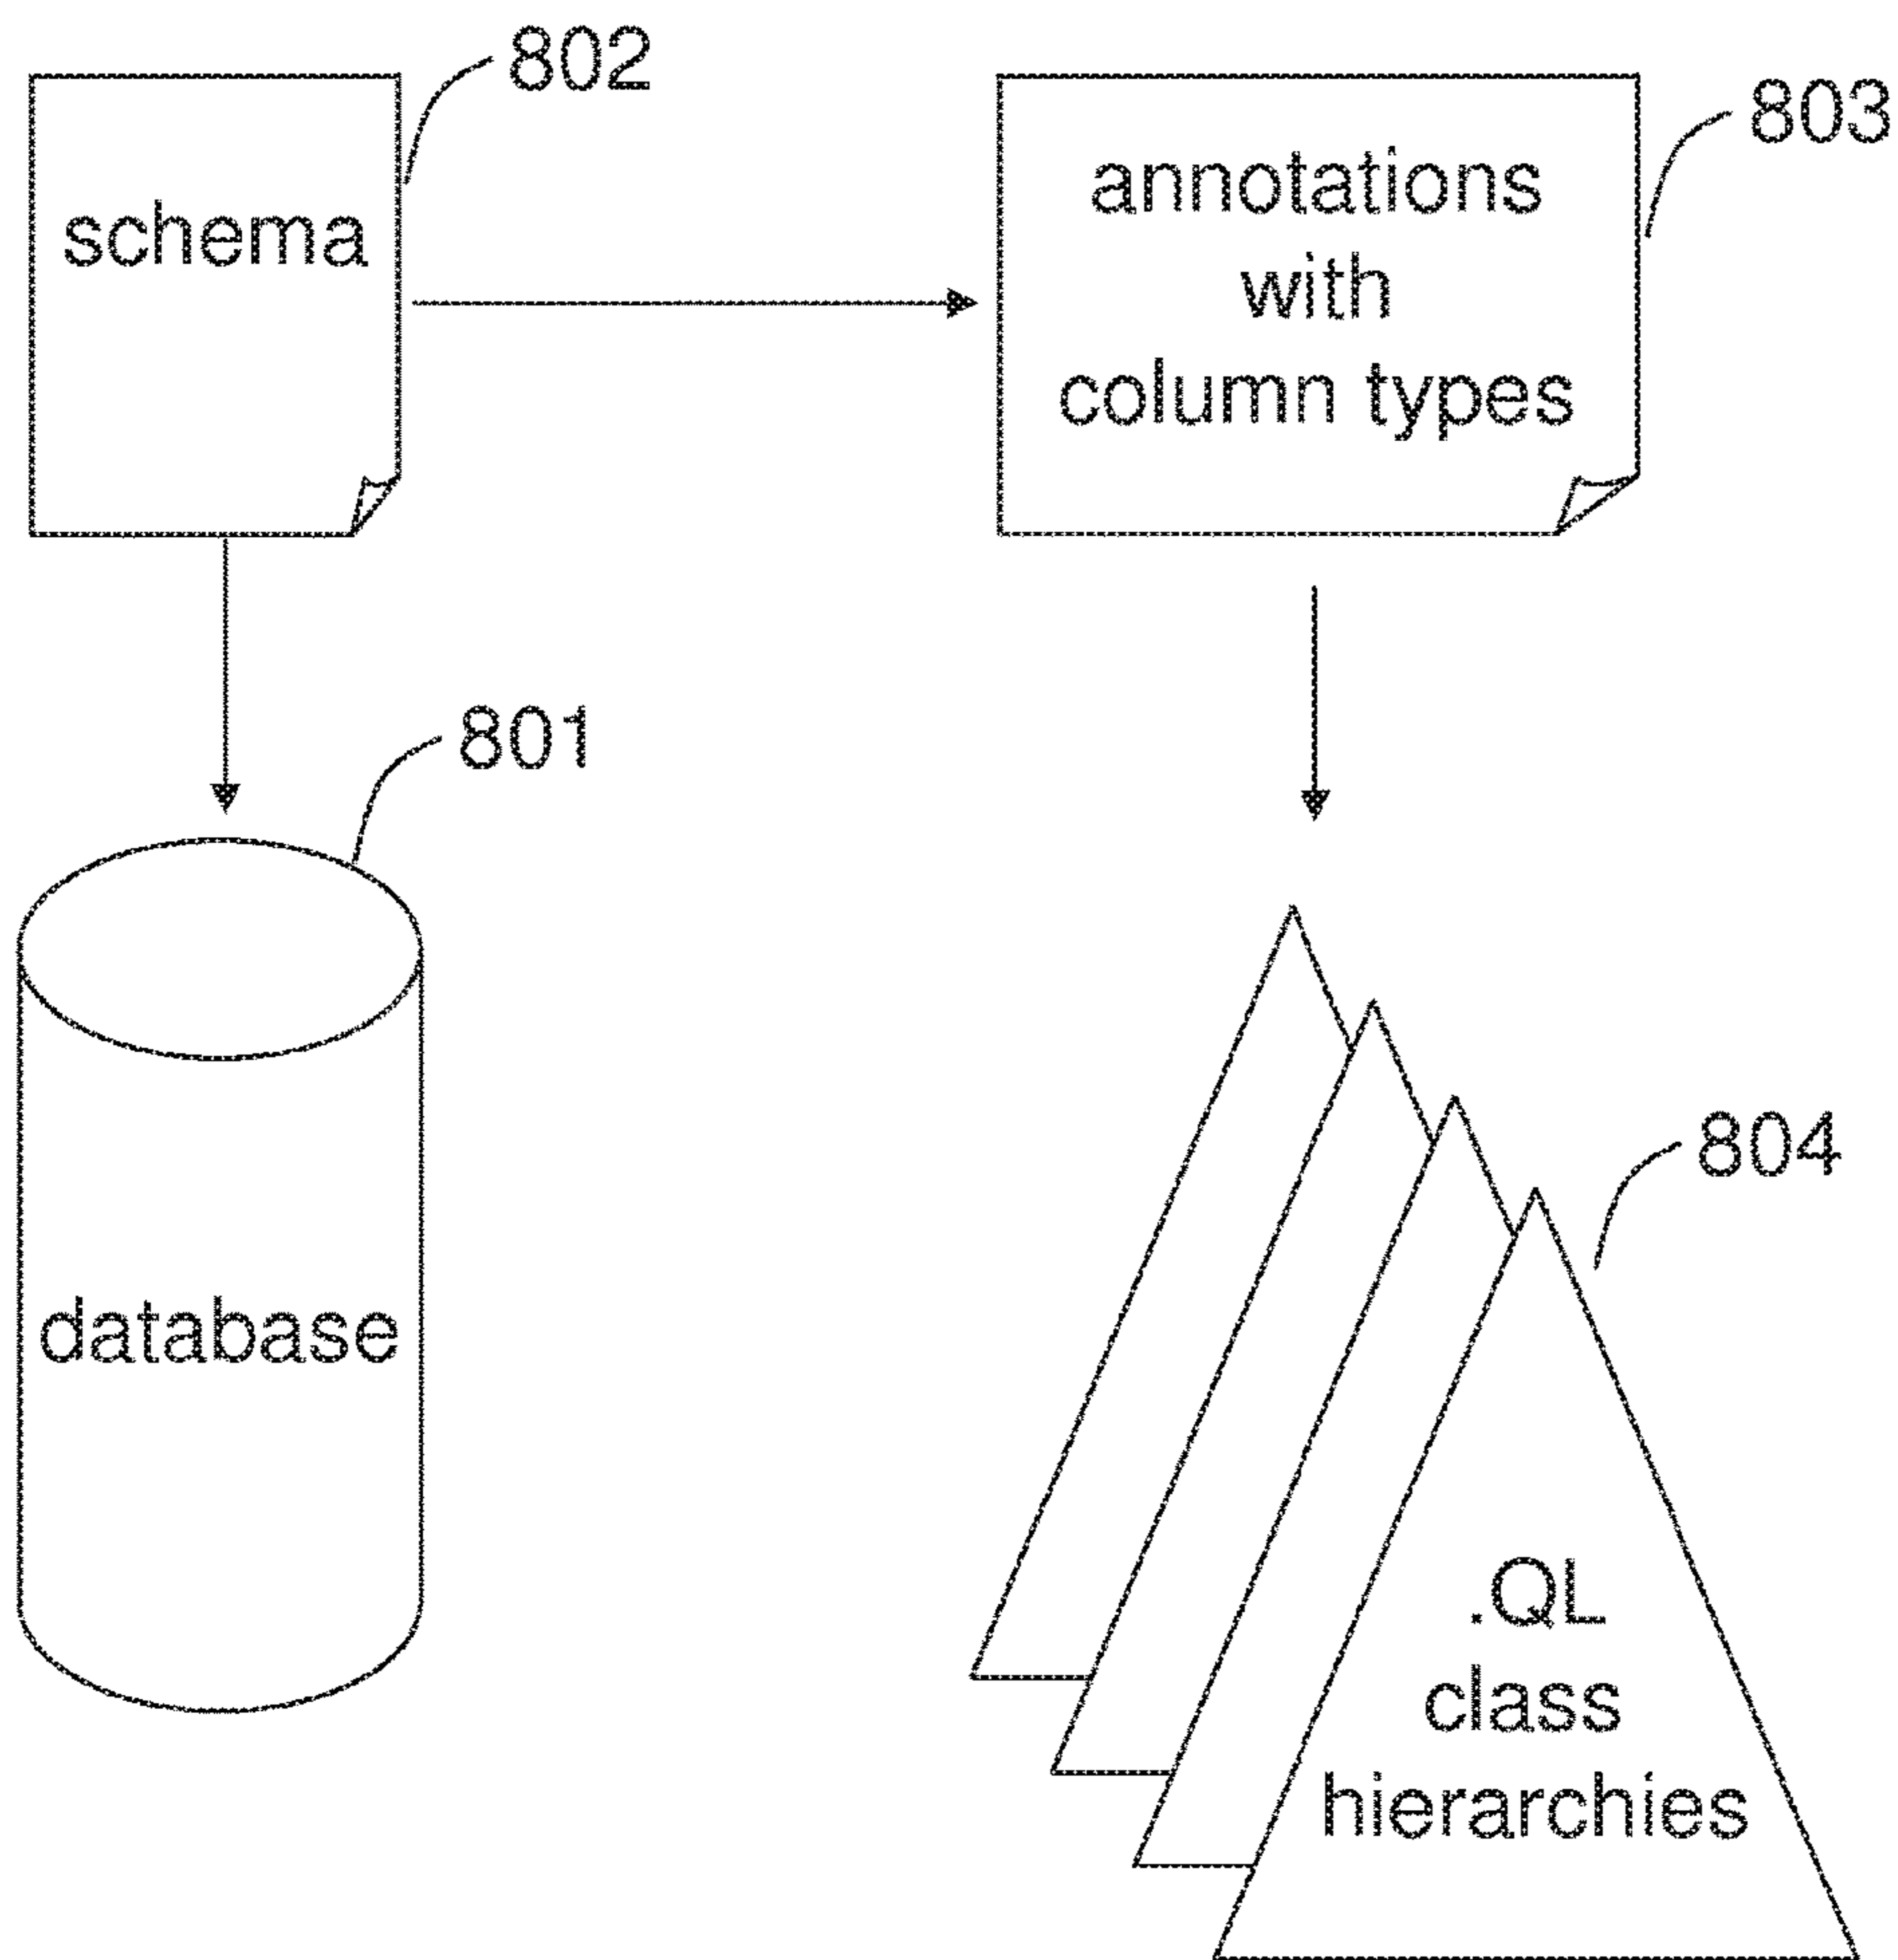 802
schema
803
annotations
with
column types
801
database
804
.QL
class
hierarchies